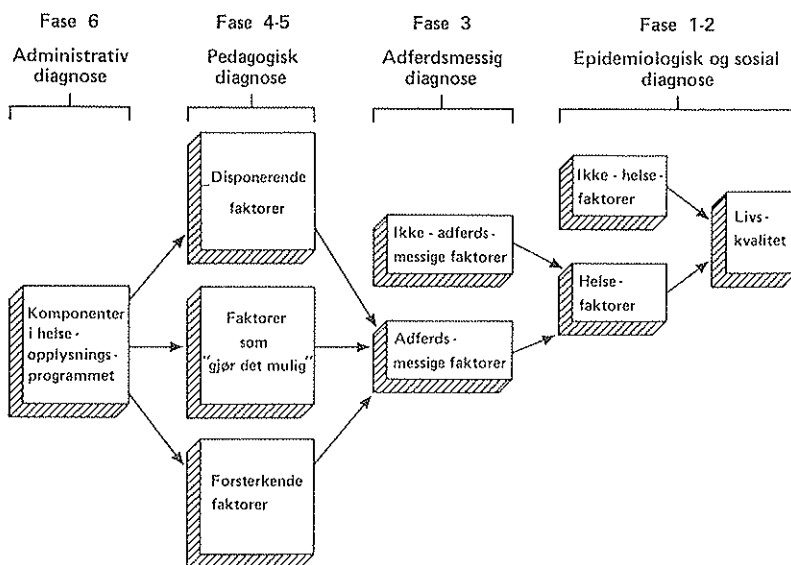 Fase 6
Administrativ
diagnose
Fase 4-5
Pedagogisk
diagnose
Fase 3
Adferdsmessig
diagnose
Fase 1-2
Epidemiologisk og sosial
diagnose
Komponenter
i helse-
opplysnings-
programmet
Disponerende
faktorer
Faktorer
som
"gjør det mulig"
Forsterkende
faktorer
Ikke - adferds-
messige faktorer
Adferds-
messige faktorer
Ikke - helse-
faktorer
Helse-
faktorer
Livs-
kvalitet